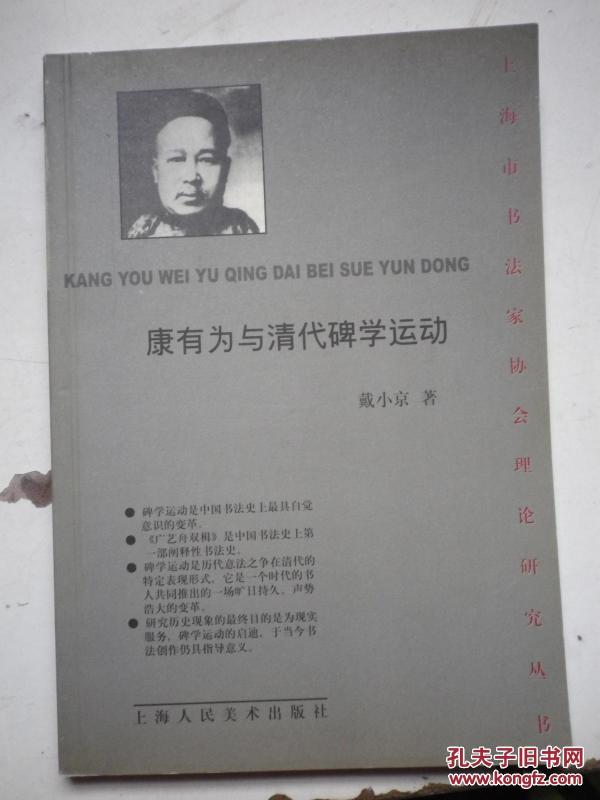 上海市书法家协会理论研究丛书
KANG YOU WEI YU QING DAI BEI SUE YUN DONG
康有为与清代碑学运动
戴小京 著
● 碑学运动是中国书法史上最具自觉
意识的变革。
● 《广艺舟双楫》是中国书法史上第
一部阐释性书法史。
● 碑学运动是历代意法之争在清代的
特定表现形式，它是一个时代的书
人共同推出的一场旷日持久、声势
浩大的变革。
● 研究历史现象的最终目的是为现实
服务，碑学运动的启迪，于当今书
法创作仍具指导意义。
上海人民美术出版社
孔夫子旧书网
www.kongfz.com